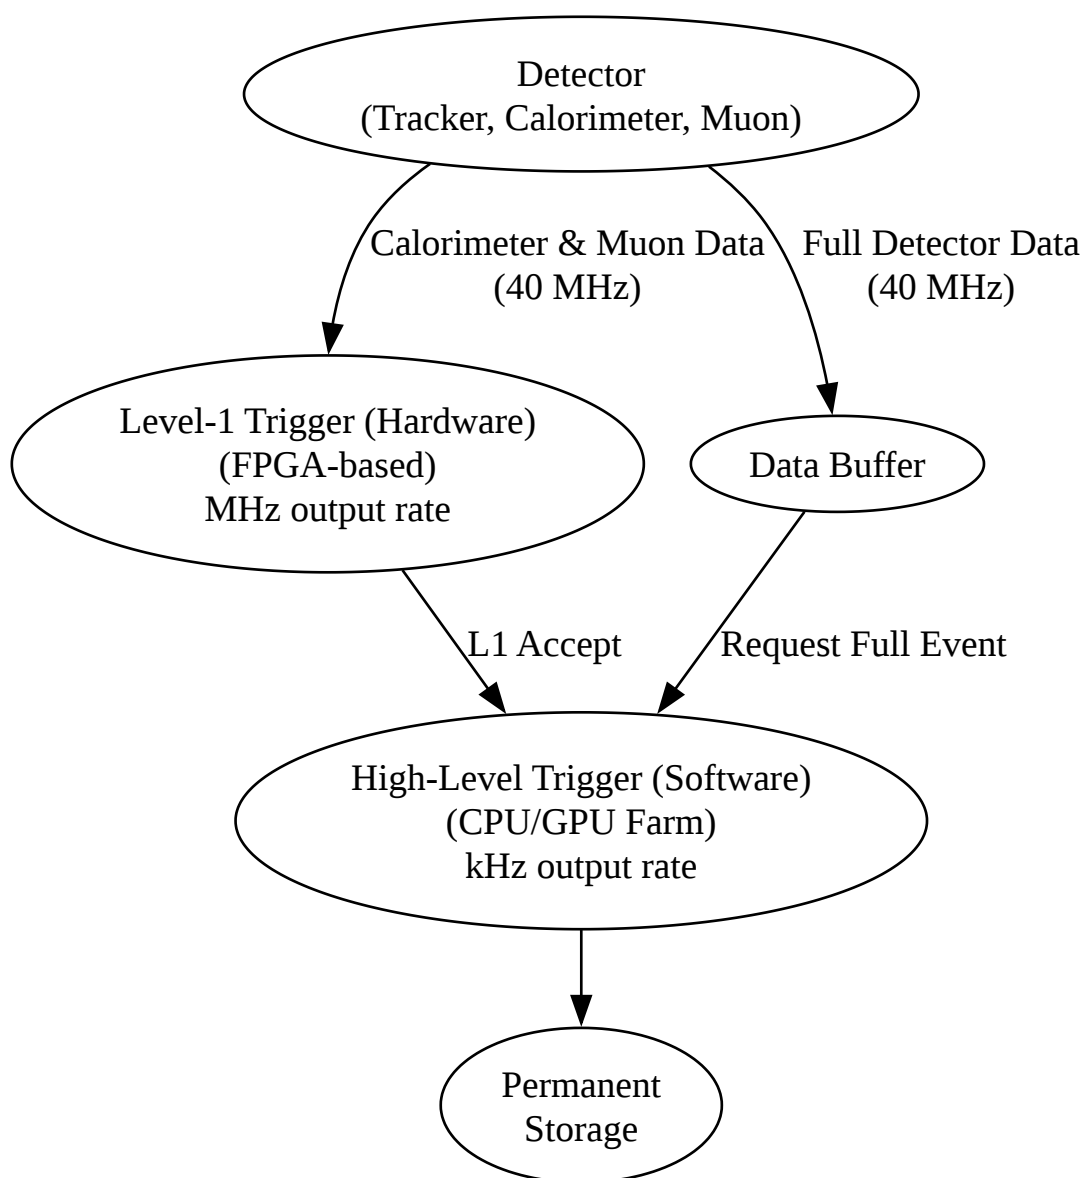 Detector
(Tracker, Calorimeter, Muon)
Calorimeter & Muon Data
(40 MHz)
Full Detector Data
(40 MHz)
Level-1 Trigger (Hardware)
(FPGA-based)
MHz output rate
Data Buffer
L1 Accept
Request Full Event
High-Level Trigger (Software)
(CPU/GPU Farm)
kHz output rate
Permanent
Storage